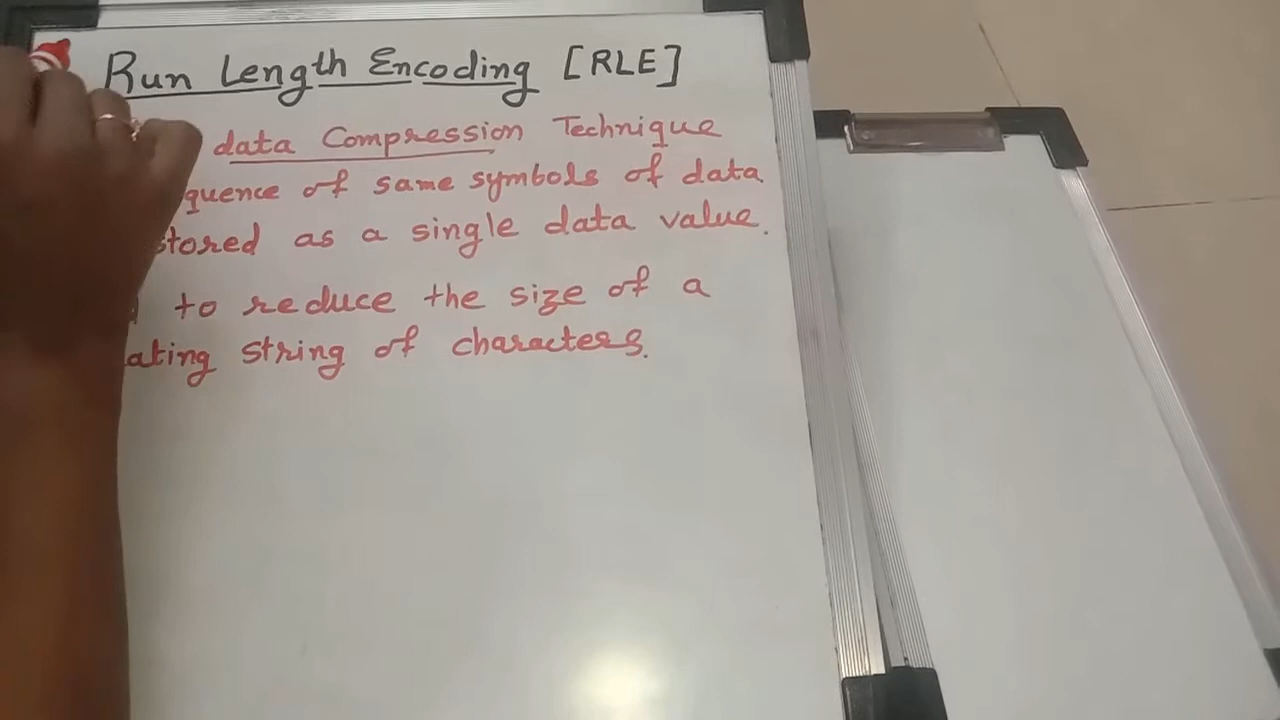 Run Length Encoding [RLE]
data Compression Technique
quence of same symbols of data
stored as a single data value.
to reduce the size of a
ating string of characters.